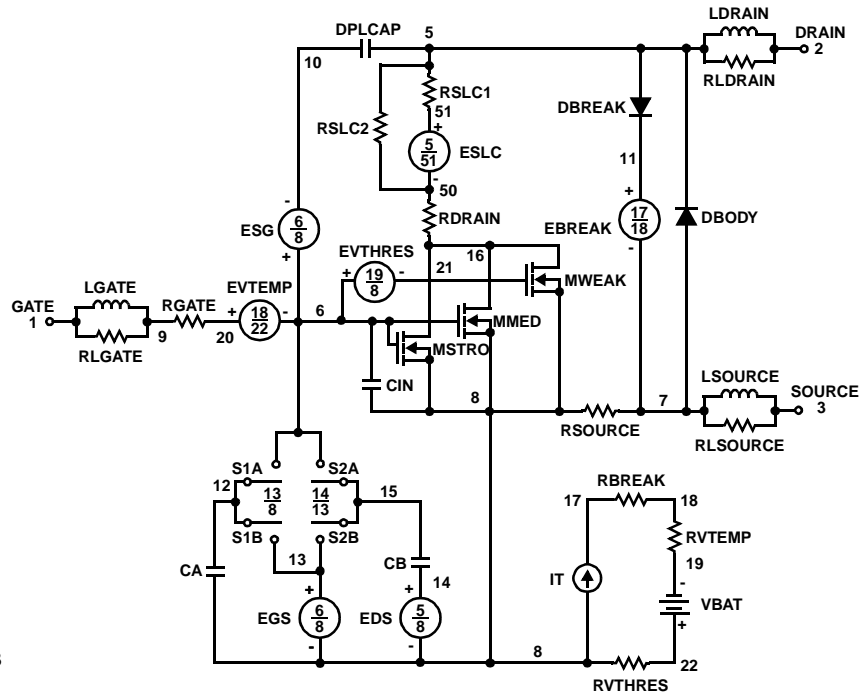 LDRAIN
DPLCAP 5 DRAIN
10 2
RLDRAIN
RSLC1
DBREAK
51
RSLC2
+
5
51
ESLC
11
-
50
-
+
17
18
DBODY
6
8
ESG
RDRAIN
EBREAK
+
EVTHRES
16
-
+ 19
8
- 21
MWEAK
LGATE
EVTEMP
GATE
1
RGATE
+ 18
22
- 6
MMED
9 20
MSTRO
RLGATE
LSOURCE
CIN
8 7 SOURCE
3
RSOURCE
RLSOURCE
S1A S2A
12
13
8
14
13
15
RBREAK
17 18
S1B S2B
RVTEMP
13
CB
19
CA
14
IT
-
+ +
VBAT
EGS 6
8
EDS 5
8
+
- -
8
22
RVTHRES